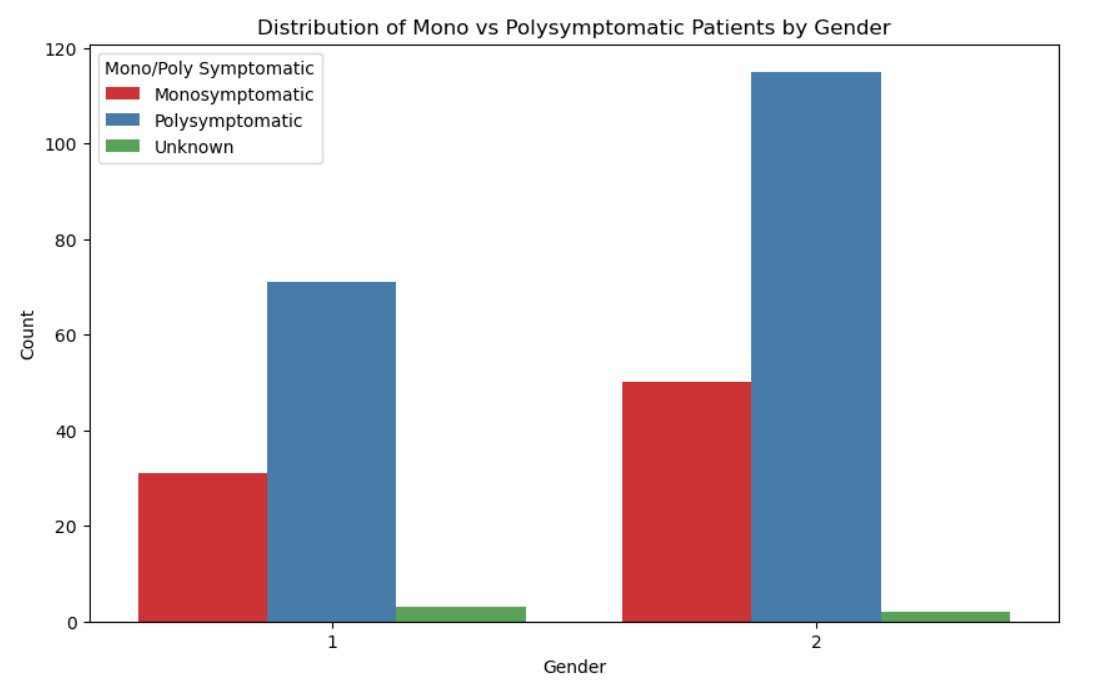 Distribution of Mono vs Polysymptomatic Patients by Gender
120
Mono/Poly Symptomatic
Monosymptomatic
Polysymptomatic
Unknown
100
80
60
40
20
0
Count
1
2
Gender